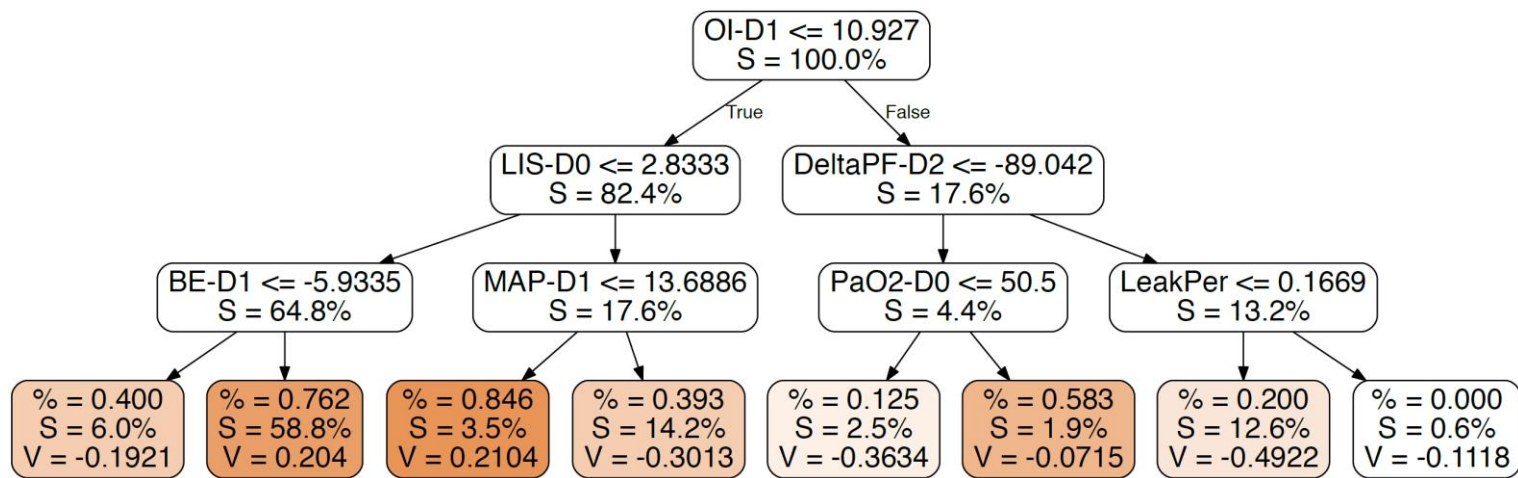 OI-D1 <= 10.927
S = 100.0%
True
False
LIS-D0 <= 2.8333
S = 82.4%
DeltaPF-D2 <= -89.042
S = 17.6%
BE-D1 <= -5.9335
S = 64.8%
MAP-D1 <= 13.6886
S = 17.6%
PaO2-D0 <= 50.5
S = 4.4%
LeakPer <= 0.1669
S = 13.2%
% = 0.400
S = 6.0%
V = -0.1921
% = 0.762
S = 58.8%
V = 0.204
% = 0.846
S = 3.5%
V = 0.2104
% = 0.393
S = 14.2%
V = -0.3013
% = 0.125
S = 2.5%
V = -0.3634
% = 0.583
S = 1.9%
V = -0.0715
% = 0.200
S = 12.6%
V = -0.4922
% = 0.000
S = 0.6%
V = -0.1118